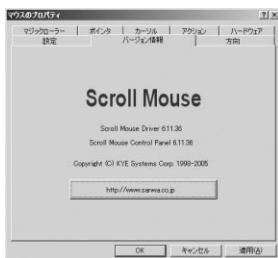 マウスのプロパティ
マジックローラー ポインタ カーソル アクション ハードウェア
設定 バージョン情報 方向
Scroll Mouse
Scroll Mouse Driver 6.11.36
Scroll Mouse Control Panel 6.11.36
Copyright (C) KYE Systems Corp. 1998-2005
http://www.sanwa.co.jp
OK キャンセル 適用(A)